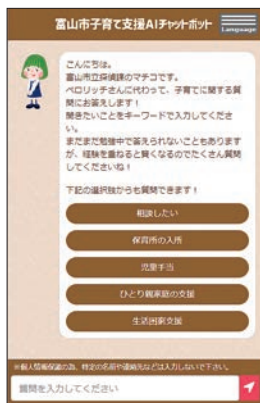 富山市子育て支援AIチャットボット
Language
こんにちは。
富山市立探偵課のマチコです。
ペロリッチさんに代わって、子育てに関する質
問にお答えします！
聞きたいことをキーワードで入力してくださ
い。
まだまだ勉強中で答えられないこともあります
が、経験を重ねると賢くなるのでたくさん質問
してくださいね！
下記の選択肢からも質問できます！
相談したい
保育所の入所
児童手当
ひとり親家庭の支援
生活困窮支援
※個人情報保護の為、特定の名前や連絡先などは入力しないで下さい。
質問を入力してください